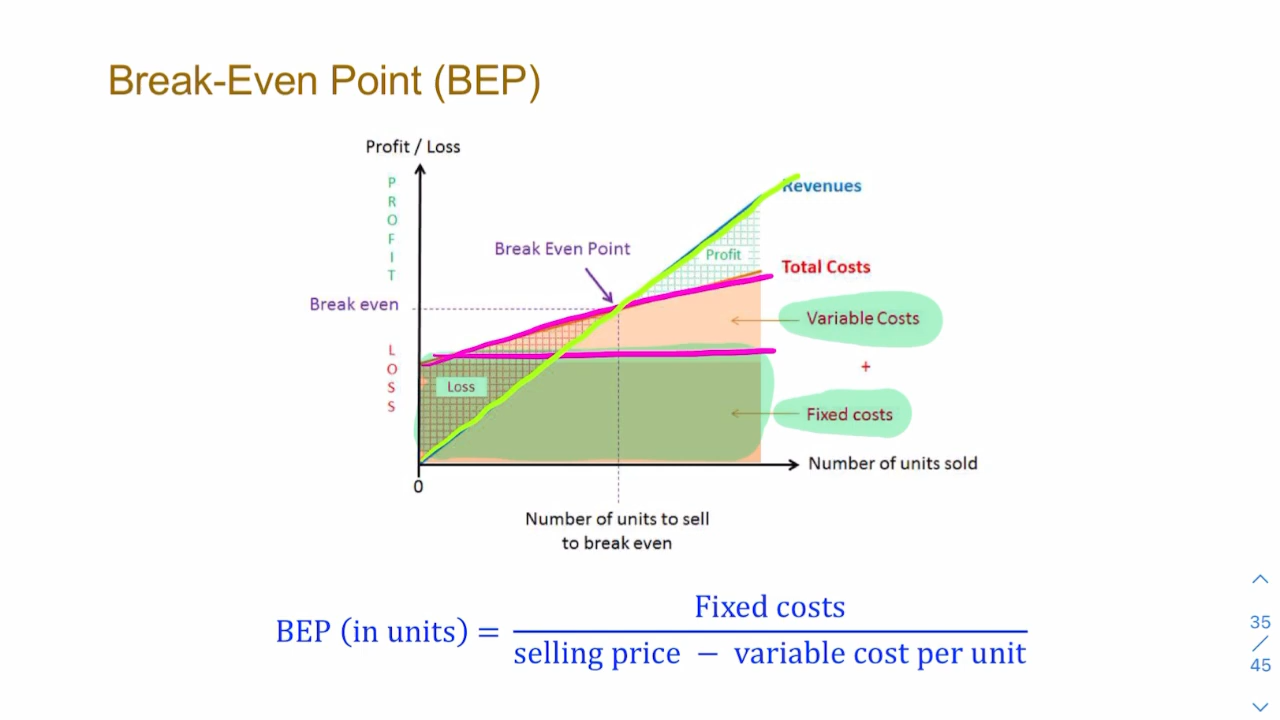 Break-Even Point (BEP)
Profit / Loss
P
R
O
F
I
T
Revenues
Break Even Point
Profit
Total Costs
Break even
Variable Costs
L
O
S
S
+
Loss
Fixed costs
Number of units sold
0
Number of units to sell
to break even
BEP (in units) = Fixed costs / selling price − variable cost per unit
35
/
45